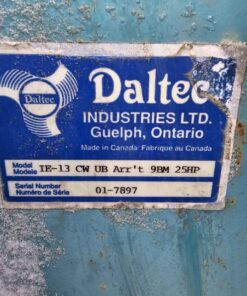 Daltec
Daltec
INDUSTRIES LTD.
Guelph, Ontario
Made in Canada/Fabrique au Canada
Model
Modèle
IE-13 CW UB Arr't 9BM 25HP
Serial Number
Numéro de Série
01-7897